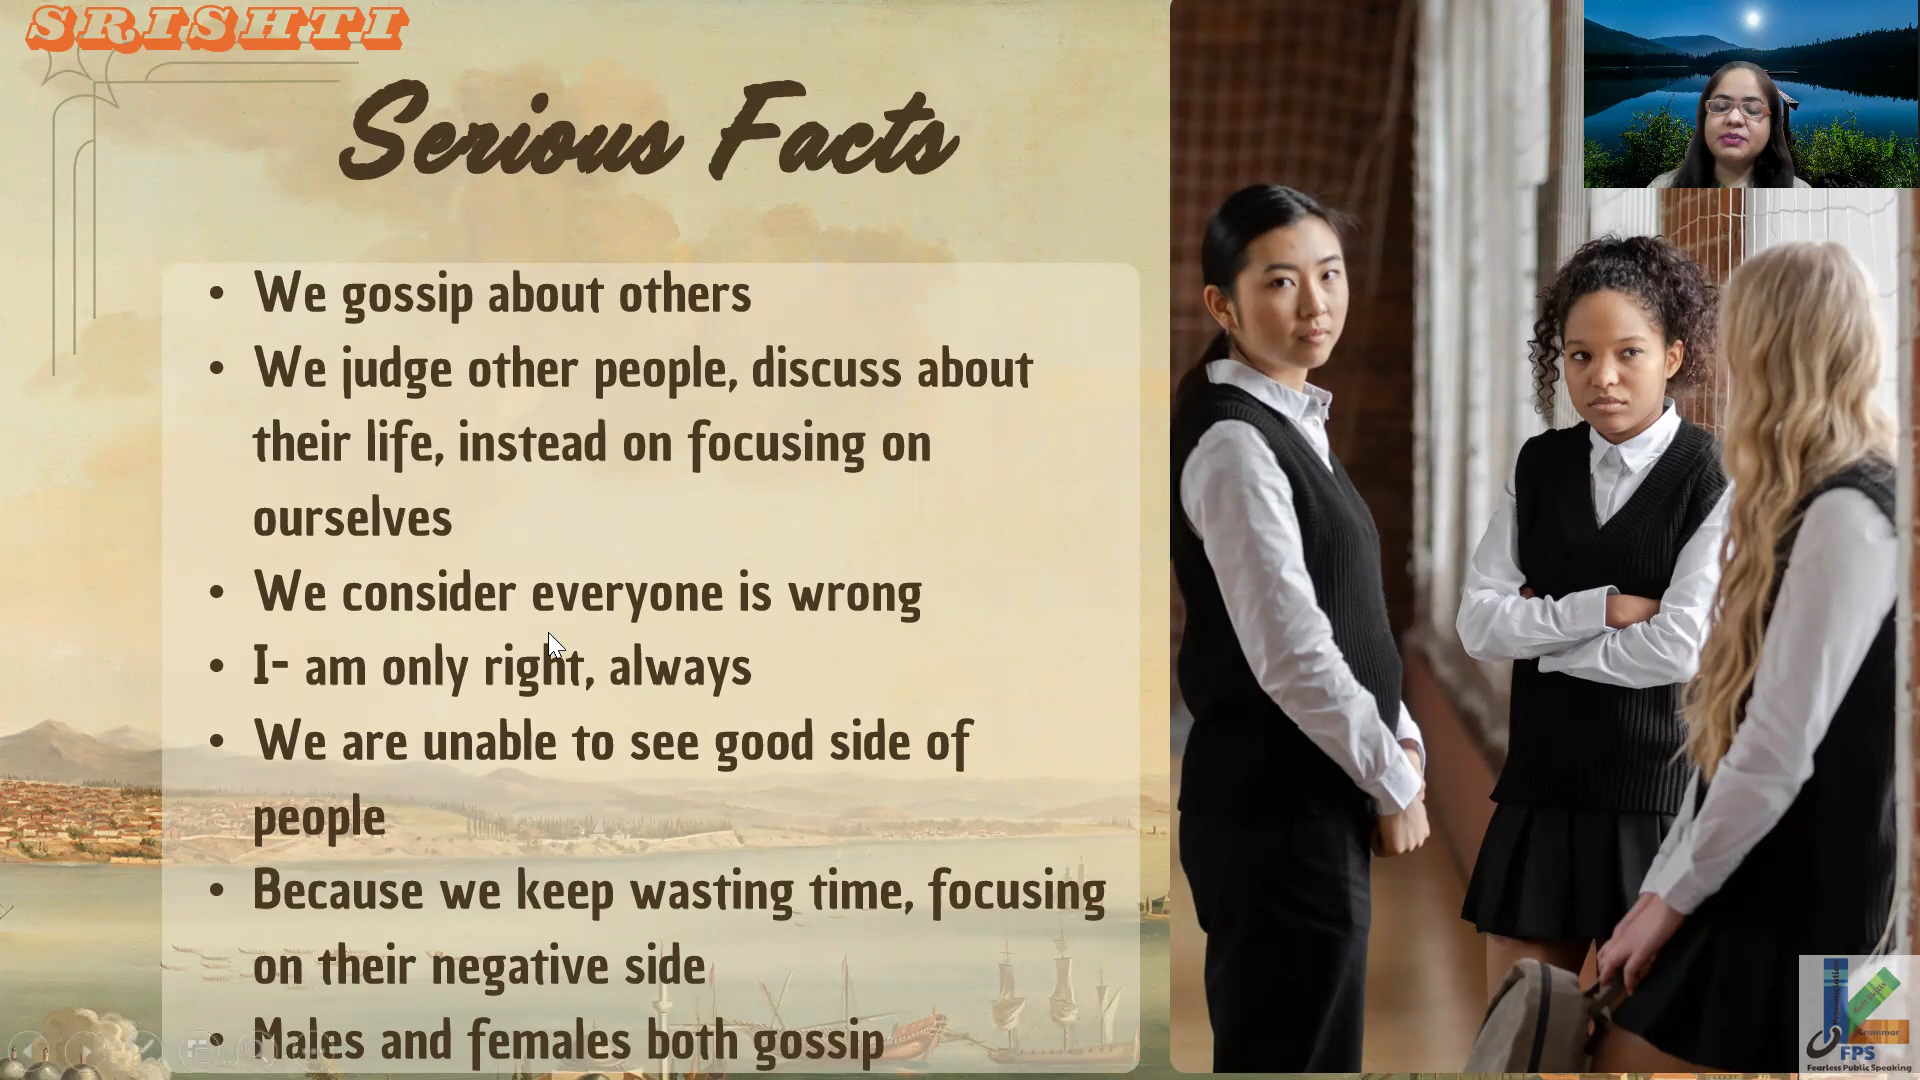 SRISHTI
Serious Facts
• We gossip about others
• We judge other people, discuss about
their life, instead on focusing on
ourselves
• We consider everyone is wrong
• I- am only right, always
• We are unable to see good side of
people
• Because we keep wasting time, focusing
on their negative side
• Males and females both gossip
Grammar
FPS
Fearless Public Speaking